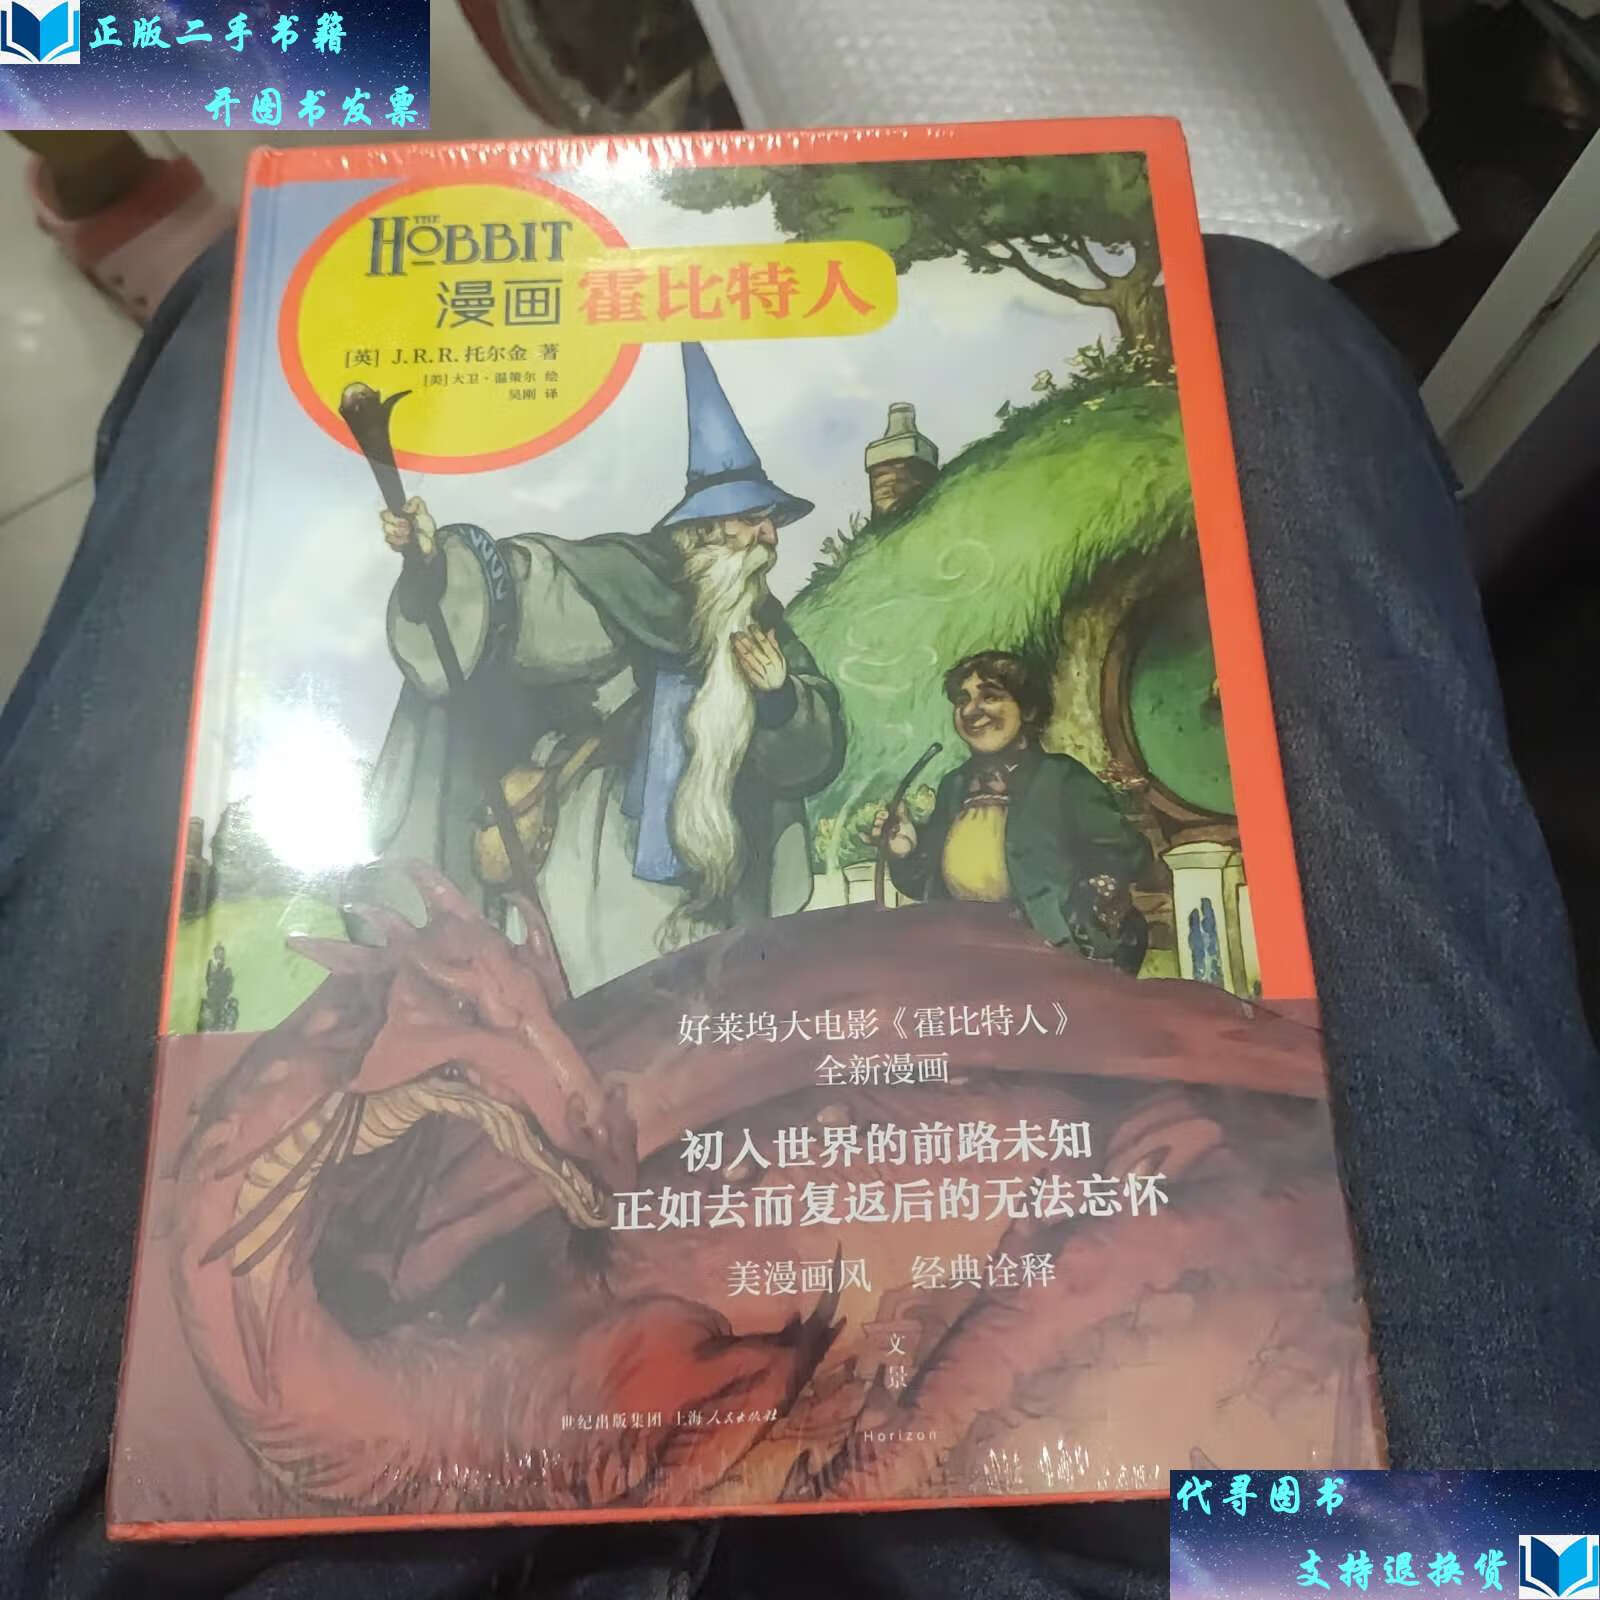 正版二手书籍
开图书发票
THE
HOBBIT
漫画 霍比特人
[英] J. R. R. 托尔金 著
[美] 大卫·温策尔 绘
吴刚 译
好莱坞大电影《霍比特人》
全新漫画
初入世界的前路未知
正如去而复返后的无法忘怀
美漫画风 经典诠释
文
景
世纪出版集团 上海人民出版社
Horizon
代寻图书
支持退换货